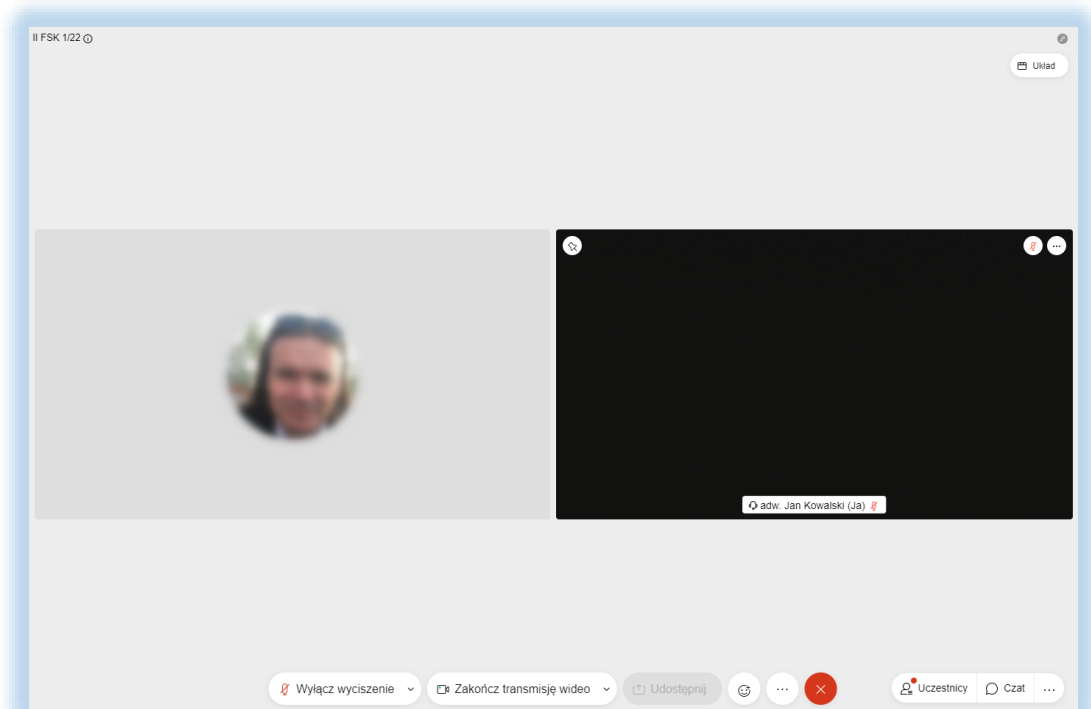 II FSK 1/22
Układ
adw. Jan Kowalski (Ja)
Wyłącz wyciszenie
Zakończ transmisję wideo
Udostępnij
Uczestnicy
Czat